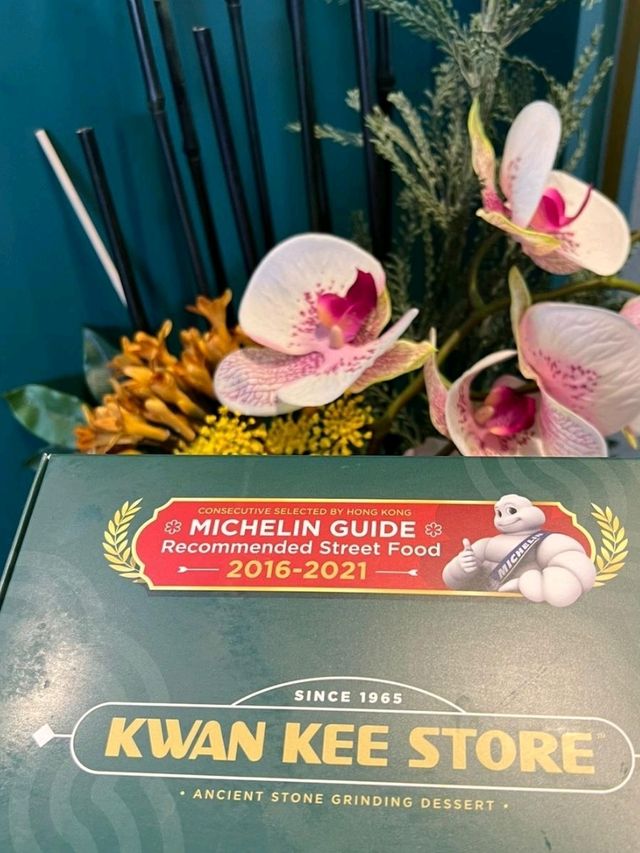 CONSECUTIVE SELECTED BY HONG KONG
MICHELIN GUIDE
Recommended Street Food
2016-2021
MICHELIN
SINCE 1965
KWAN KEE STORE
• ANCIENT STONE GRINDING DESSERT •